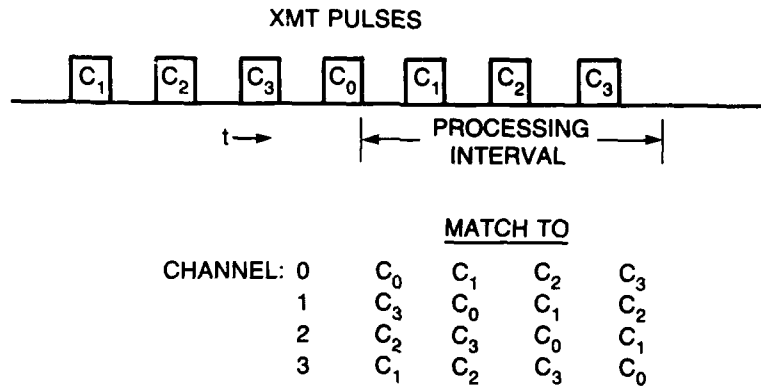 XMT PULSES
C₁ C₂ C₃ C₀ C₁ C₂ C₃
t→ PROCESSING
INTERVAL
MATCH TO
CHANNEL: 0 C₀ C₁ C₂ C₃
1 C₃ C₀ C₁ C₂
2 C₂ C₃ C₀ C₁
3 C₁ C₂ C₃ C₀